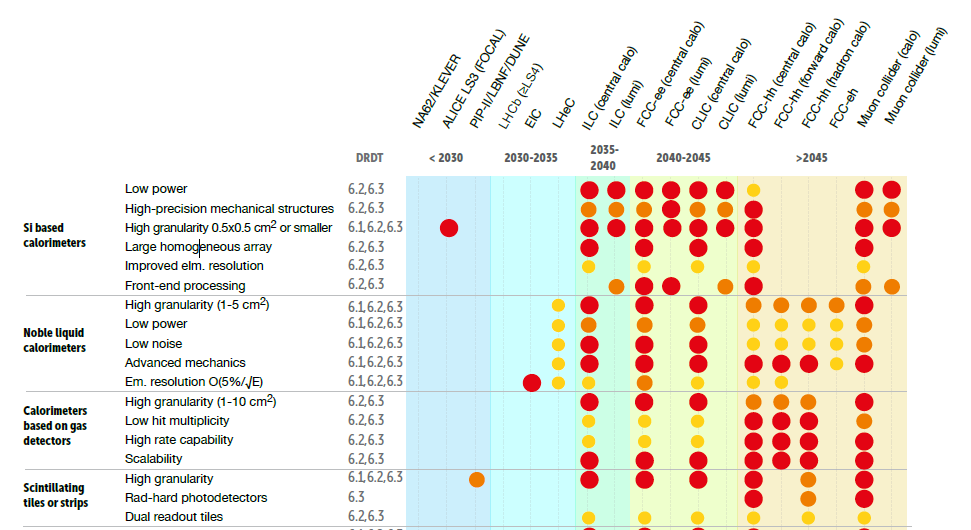 NA62/KLEVER
ALICE LS3 (FOCAL)
PIP-II/LBNF/DUNE
LHCb (≥LS4)
EIC
LHeC
ILC (central calo)
ILC (lumi)
FCC-ee (central calo)
FCC-ee (lumi)
CLIC (central calo)
CLIC (lumi)
FCC-hh (central calo)
FCC-hh (forward calo)
FCC-hh (hadron calo)
FCC-eh
Muon collider (calo)
Muon collider (lumi)
DRDT < 2030 2030-2035 2035-2040 2040-2045 >2045
Si based calorimeters
Low power 6.2,6.3
High-precision mechanical structures 6.2,6.3
High granularity 0.5x0.5 cm² or smaller 6.1,6.2,6.3
Large homogeneous array 6.2,6.3
Improved elm. resolution 6.2,6.3
Front-end processing 6.2,6.3
Noble liquid calorimeters
High granularity (1-5 cm²) 6.1,6.2,6.3
Low power 6.1,6.2,6.3
Low noise 6.1,6.2,6.3
Advanced mechanics 6.1,6.2,6.3
Em. resolution O(5%/√E) 6.1,6.2,6.3
Calorimeters based on gas detectors
High granularity (1-10 cm²) 6.2,6.3
Low hit multiplicity 6.2,6.3
High rate capability 6.2,6.3
Scalability 6.2,6.3
Scintillating tiles or strips
High granularity 6.1,6.2,6.3
Rad-hard photodetectors 6.3
Dual readout tiles 6.2,6.3